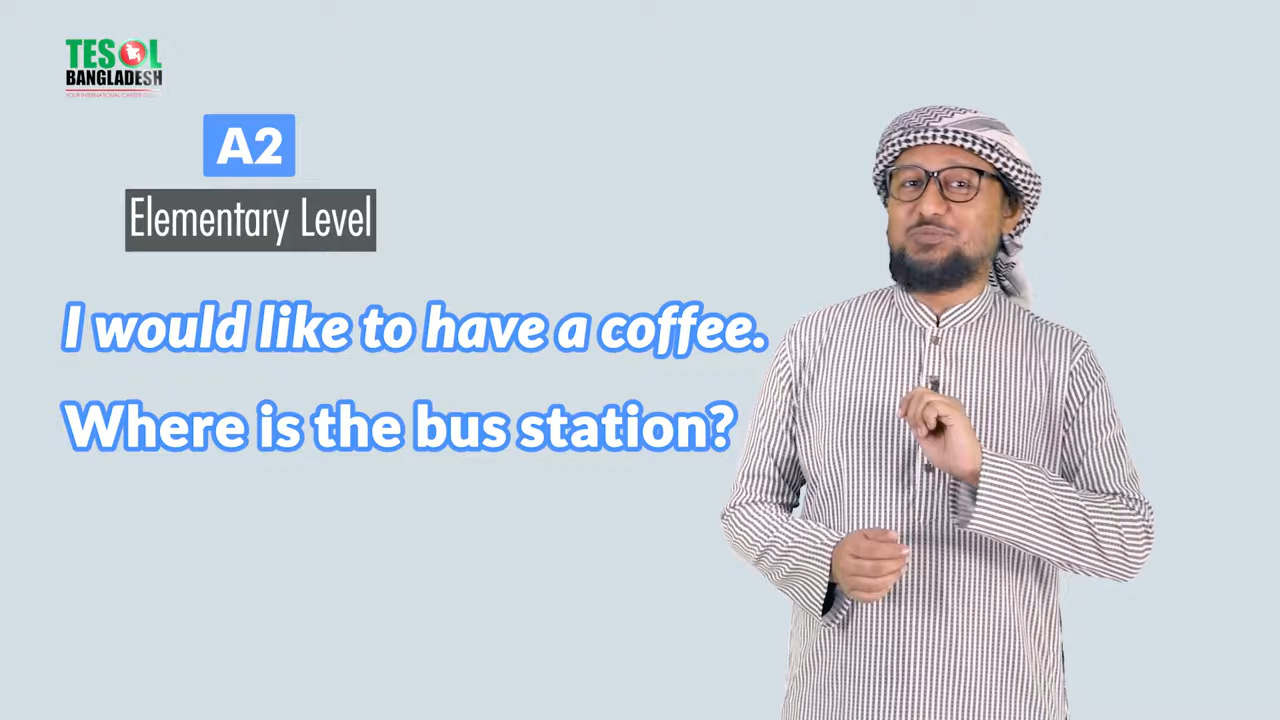 TESOL
BANGLADESH
A2
Elementary Level
I would like to have a coffee.
Where is the bus station?